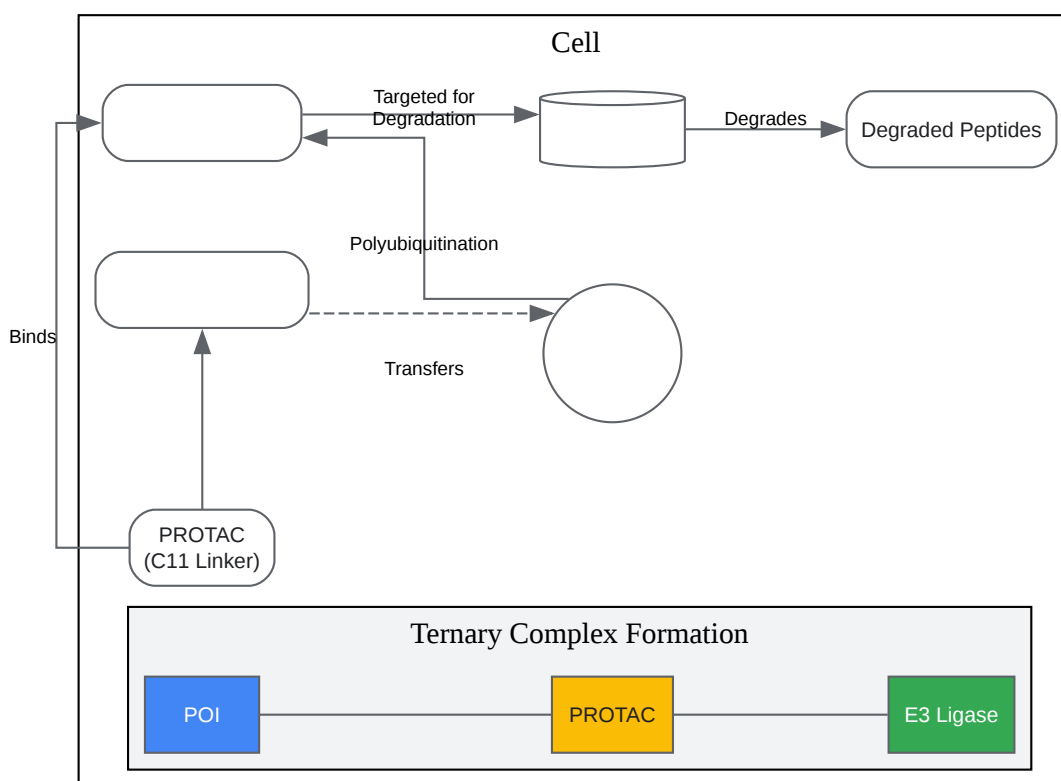 Cell
Targeted for
Degradation
Degrades
Degraded Peptides
Polyubiquitination
Binds
Transfers
PROTAC
(C11 Linker)
Ternary Complex Formation
POI
PROTAC
E3 Ligase